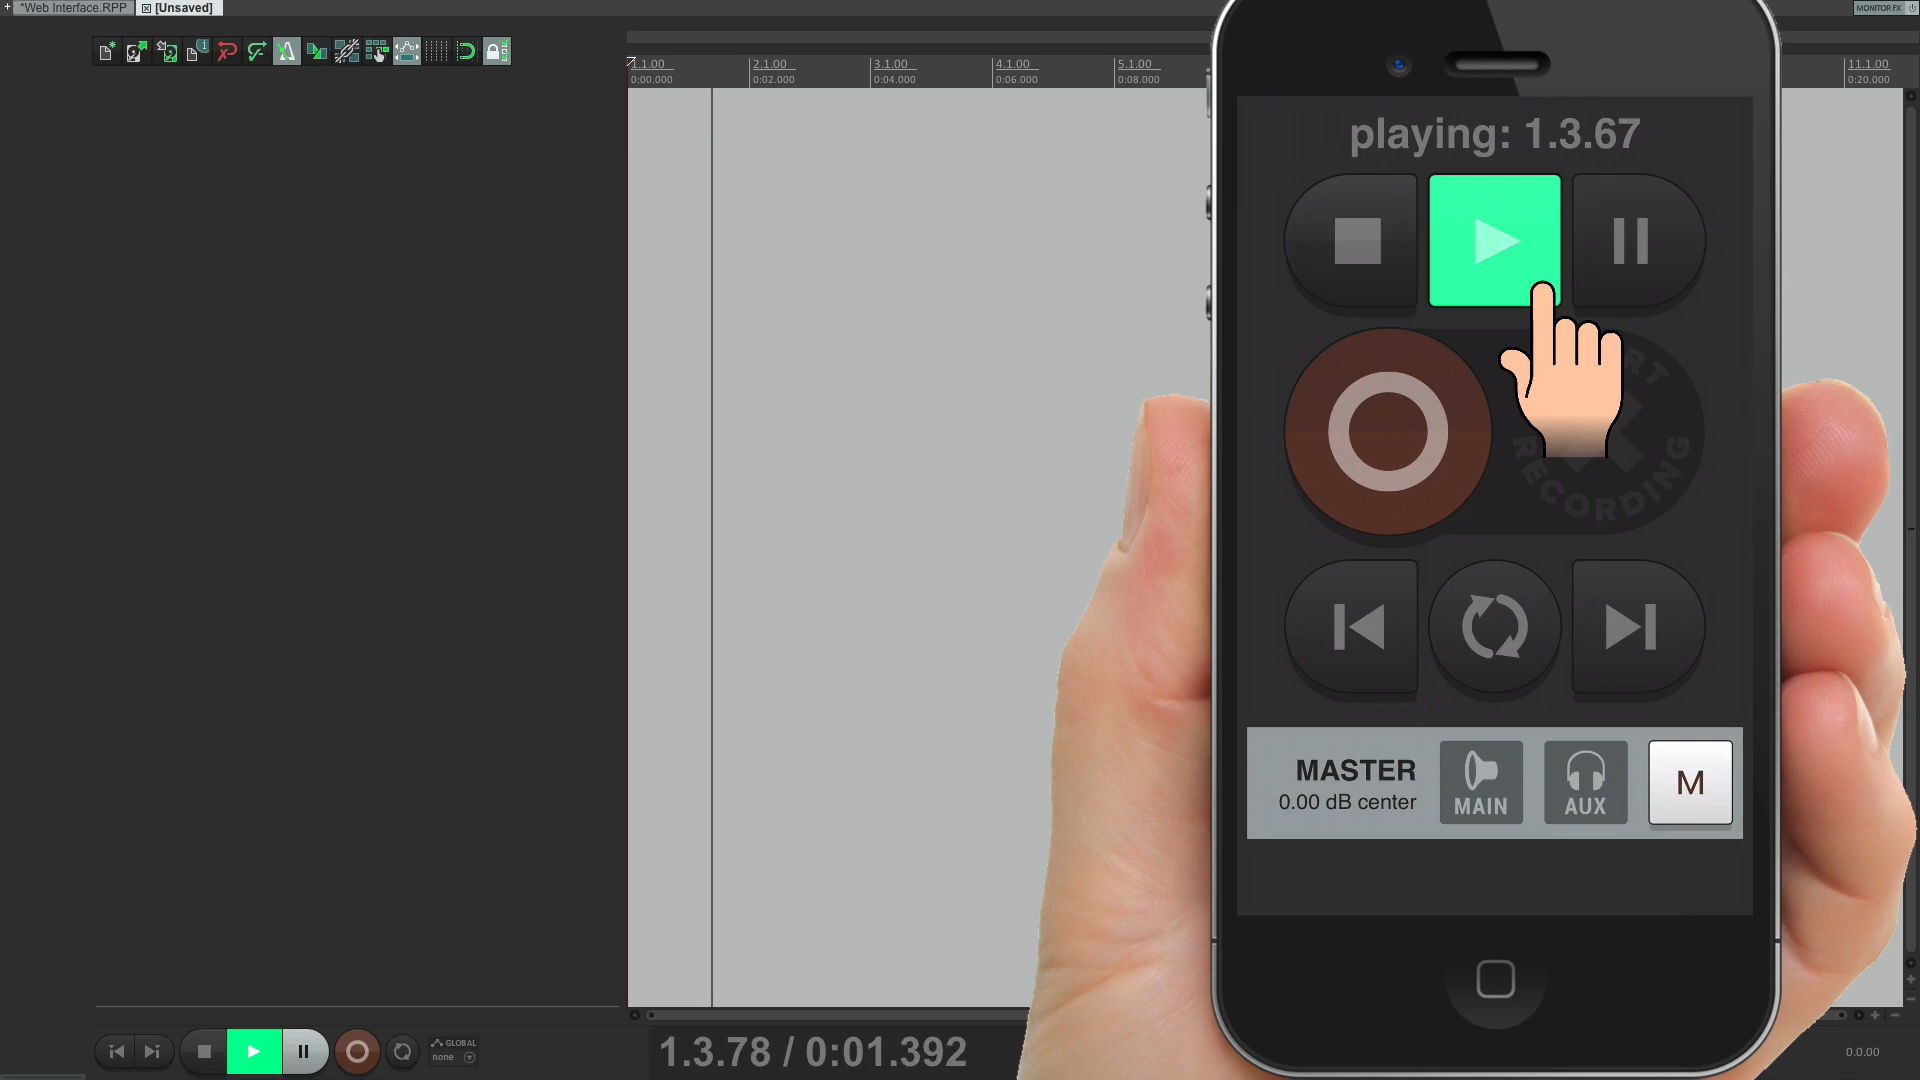 *Web Interface.RPP
[Unsaved]
MONITOR FX
1.1.00
0:00.000
2.1.00
0:02.000
3.1.00
0:04.000
4.1.00
0:06.000
5.1.00
0:08.000
11.1.00
0:20.000
playing: 1.3.67
RECORDING
MASTER
0.00 dB center
MAIN
AUX
M
GLOBAL
none
1.3.78 / 0:01.392
0.0.00